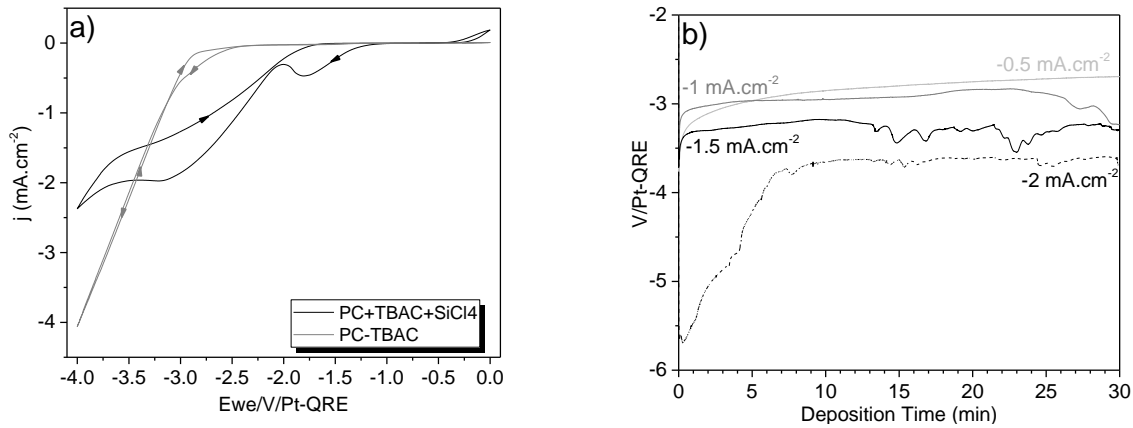 a)
0
-1
-2
-3
-4
j (mA.cm-2)
-4.0 -3.5 -3.0 -2.5 -2.0 -1.5 -1.0 -0.5 0.0
Ewe/V/Pt-QRE
PC+TBAC+SiCl4
PC-TBAC
b)
-2
-3
-4
-5
-6
V/Pt-QRE
-0.5 mA.cm-2
-1 mA.cm-2
-1.5 mA.cm-2
-2 mA.cm-2
0 5 10 15 20 25 30
Deposition Time (min)